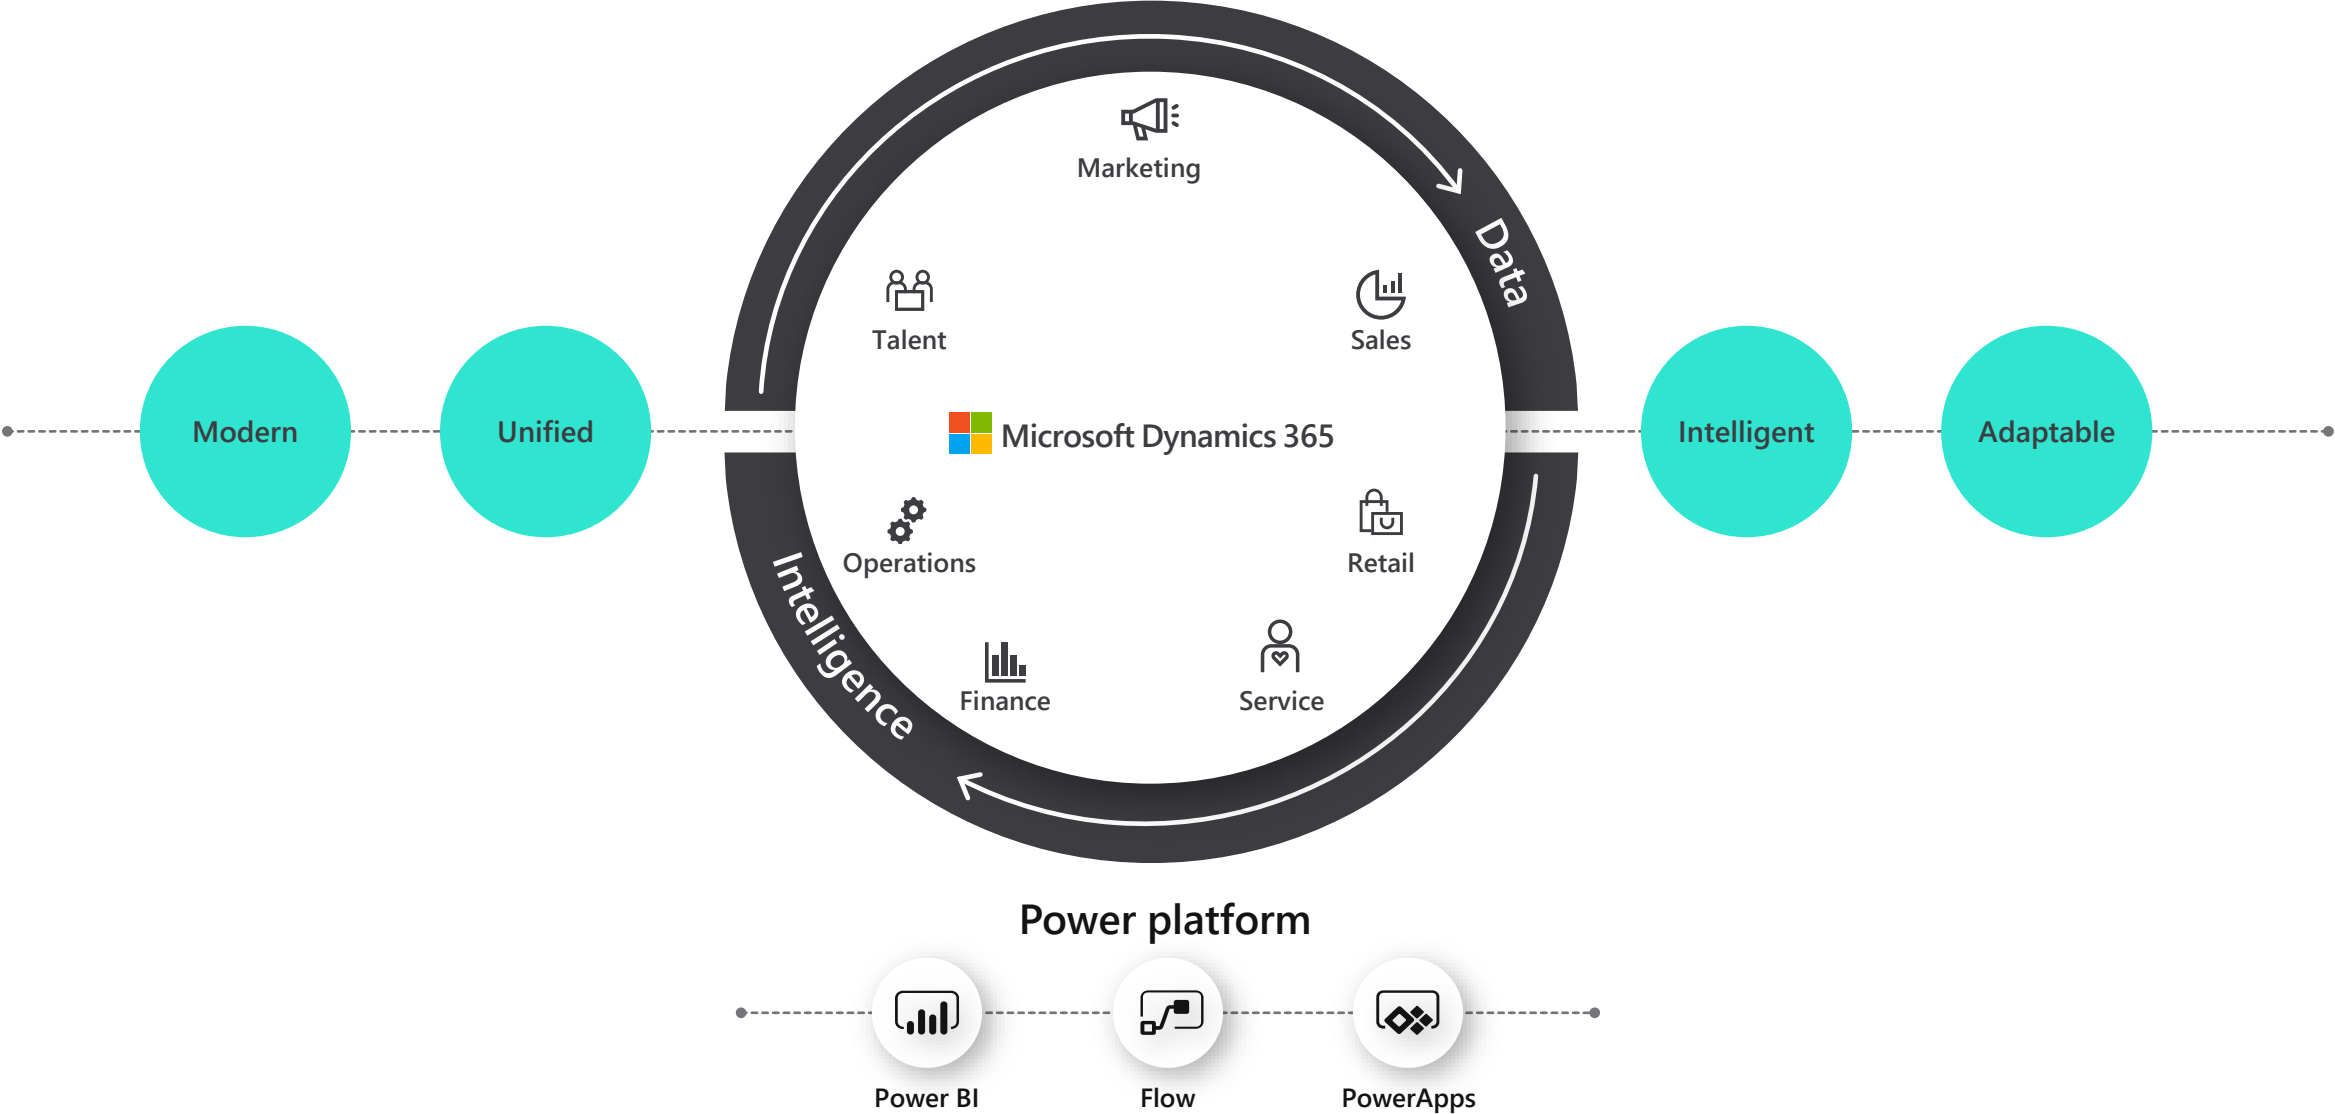 Marketing
Data
Talent
Sales
Modern
Unified
Microsoft Dynamics 365
Intelligent
Adaptable
Operations
Retail
Intelligence
Finance
Service
Power platform
Power BI
Flow
PowerApps